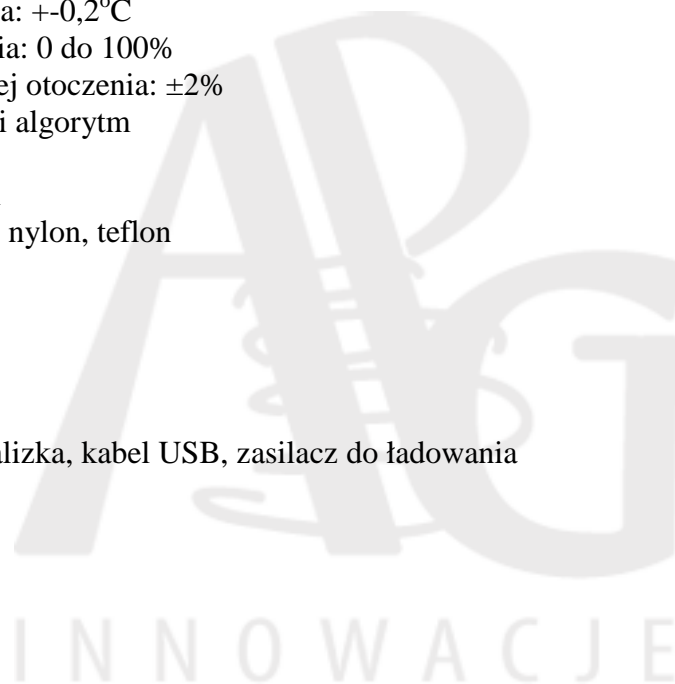 a: +-0,2°C
ia: 0 do 100%
ej otoczenia: ±2%
i algorytm
nylon, teflon
alizka, kabel USB, zasilacz do ładowania
APG
INNOWACJE